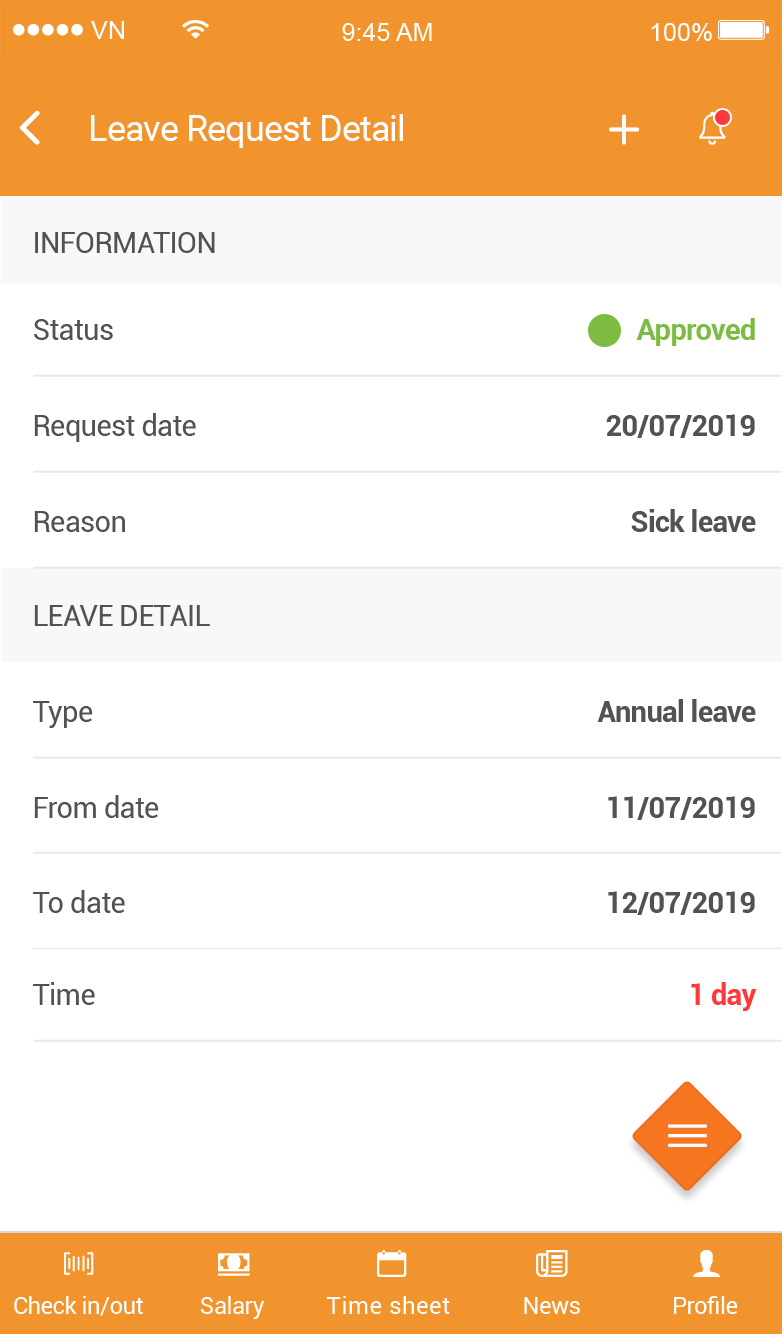 VN 9:45 AM 100%
Leave Request Detail
INFORMATION
Status Approved
Request date 20/07/2019
Reason Sick leave
LEAVE DETAIL
Type Annual leave
From date 11/07/2019
To date 12/07/2019
Time 1 day
Check in/out Salary Time sheet News Profile